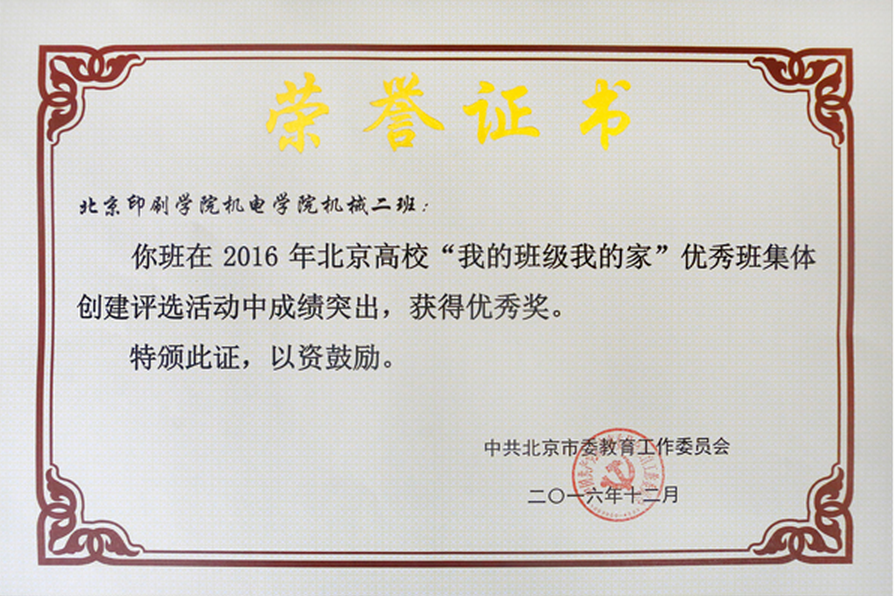 荣誉证书
北京印刷学院机电学院机械二班：
你班在 2016 年北京高校“我的班级我的家”优秀班集体
创建评选活动中成绩突出，获得优秀奖。
特颁此证，以资鼓励。
中共北京市委教育工作委员会
二〇一六年十二月